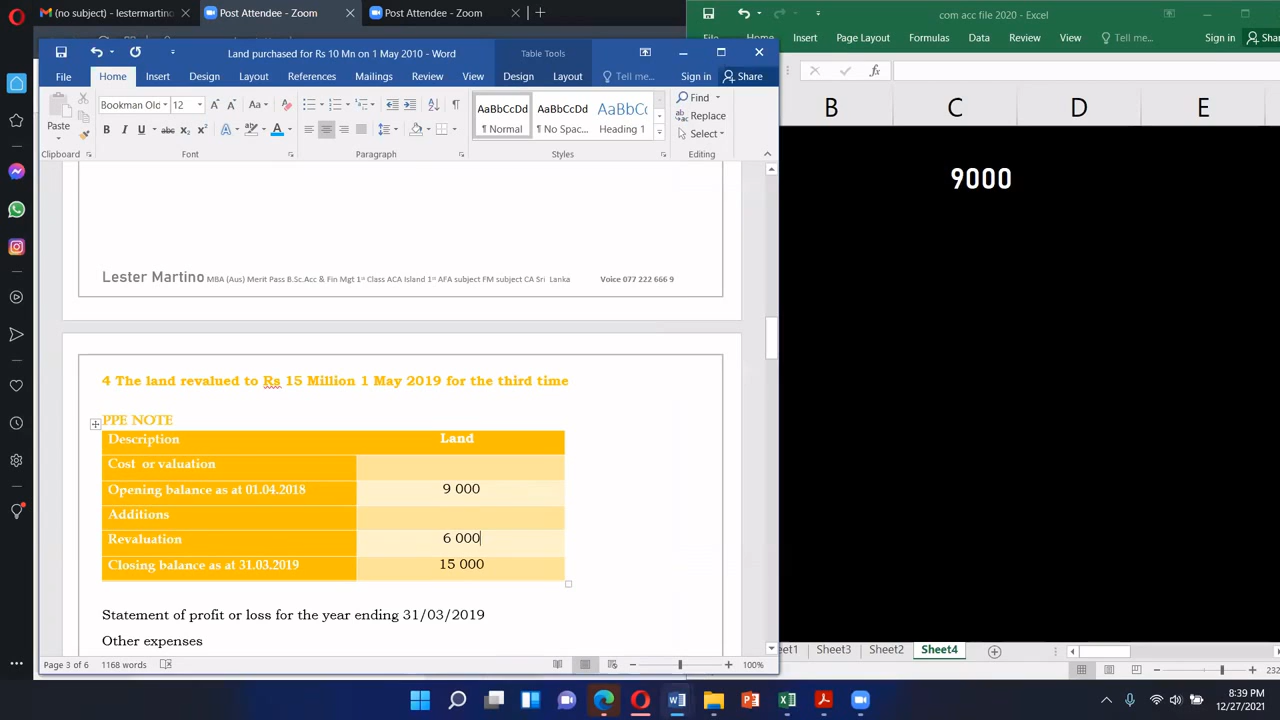 (no subject) - lestermartino
Post Attendee - Zoom
Post Attendee - Zoom
Land purchased for Rs 10 Mn on 1 May 2010 - Word
Table Tools
File
Home
Insert
Design
Layout
References
Mailings
Review
View
Design
Layout
Tell me...
Sign in
Share
Paste
Bookman Old
12
AaBbCcDd
¶ Normal
AaBbCcDd
¶ No Spac...
AaBbC
Heading 1
Find
Replace
Select
Clipboard
Font
Paragraph
Styles
Editing
Lester Martino MBA (Aus) Merit Pass B.Sc.Acc & Fin Mgt 1st Class ACA Island 1st AFA subject FM subject CA Sri Lanka Voice 077 222 666 9
4 The land revalued to Rs 15 Million 1 May 2019 for the third time
PPE NOTE
Description Land
Cost or valuation
Opening balance as at 01.04.2018 9 000
Additions
Revaluation 6 000
Closing balance as at 31.03.2019 15 000
Statement of profit or loss for the year ending 31/03/2019
Other expenses
Page 3 of 6
1168 words
100%
com acc file 2020 - Excel
File
Insert
Page Layout
Formulas
Data
Review
View
Tell me...
Sign in
Share
fx
B C D E
9000
Sheet3
Sheet2
Sheet4
8:39 PM
12/27/2021